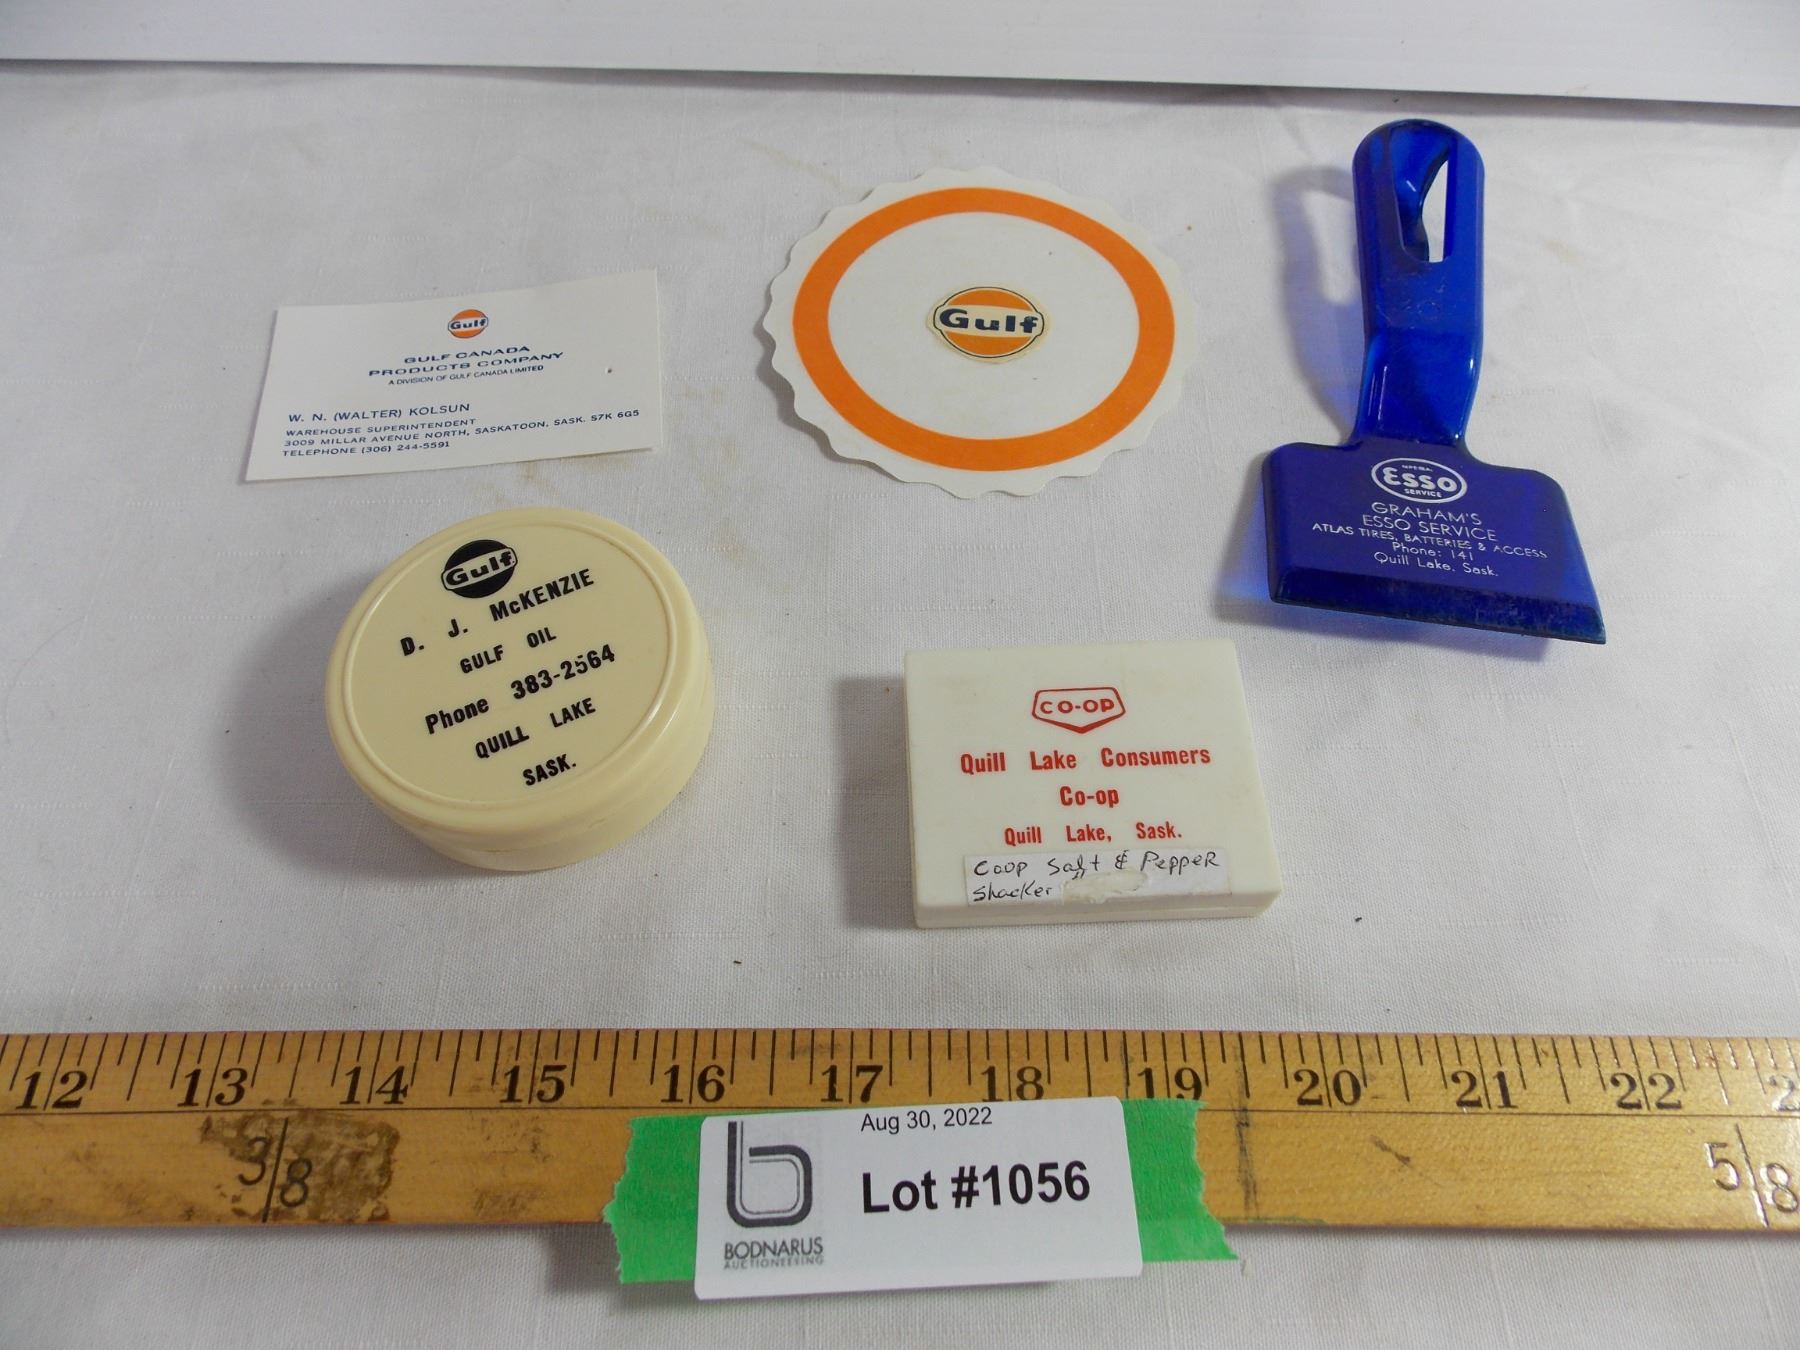 Gulf
GULF CANADA
PRODUCTS COMPANY
A DIVISION OF GULF CANADA LIMITED
W. N. (WALTER) KOLSUN
WAREHOUSE SUPERINTENDENT
3009 MILLAR AVENUE NORTH, SASKATOON, SASK. S7K 6G5
TELEPHONE (306) 244-5591
Gulf
IMPERIAL
ESSO
SERVICE
GRAHAM'S
ESSO SERVICE
ATLAS TIRES, BATTERIES & ACCESS
Phone: 141
Quill Lake, Sask.
Gulf
D. J. McKENZIE
GULF OIL
Phone 383-2564
QUILL LAKE
SASK.
CO-OP
Quill Lake Consumers
Co-op
Quill Lake, Sask.
Coop Salt & Pepper
Shacker
12 13 14 15 16 17 18 19 20 21 22 2
3/8
5/8
Aug 30, 2022
Lot #1056
b
BODNARUS
AUCTIONEERING